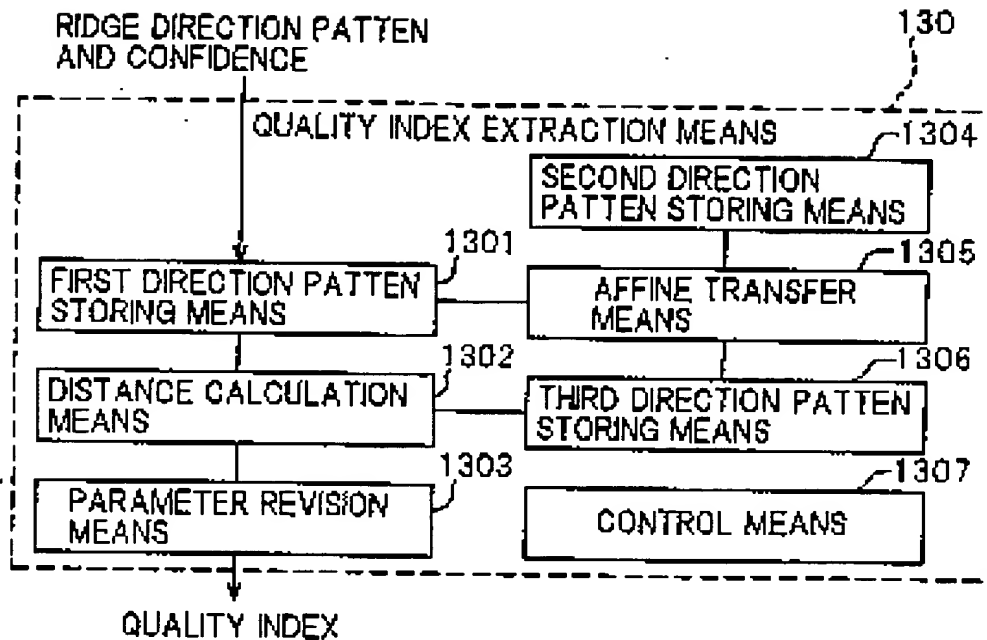 RIDGE DIRECTION PATTEN
AND CONFIDENCE
130
QUALITY INDEX EXTRACTION MEANS
1304
SECOND DIRECTION
PATTEN STORING MEANS
1301
FIRST DIRECTION PATTEN
STORING MEANS
1305
AFFINE TRANSFER
MEANS
1302
DISTANCE CALCULATION
MEANS
1306
THIRD DIRECTION PATTEN
STORING MEANS
1303
PARAMETER REVISION
MEANS
1307
CONTROL MEANS
QUALITY INDEX